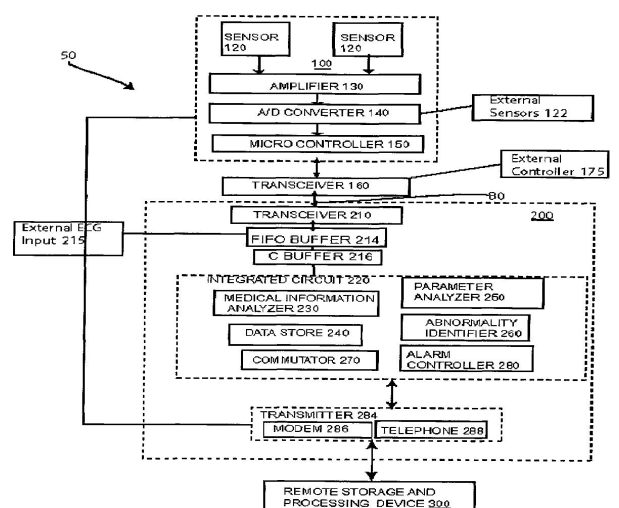 SENSOR
120
SENSOR
120
50
100
AMPLIFIER 130
A/D CONVERTER 140
External
Sensors 122
MICRO CONTROLLER 150
External
Controller 175
TRANSCEIVER 160
80
TRANSCEIVER 210
200
External ECG
Input 215
FIFO BUFFER 214
C BUFFER 216
INTEGRATED CIRCUIT 220
MEDICAL INFORMATION
ANALYZER 230
PARAMETER
ANALYZER 250
DATA STORE 240
ABNORMALITY
IDENTIFIER 260
COMMUTATOR 270
ALARM
CONTROLLER 280
TRANSMITTER 284
MODEM 286
TELEPHONE 288
REMOTE STORAGE AND
PROCESSING DEVICE 300